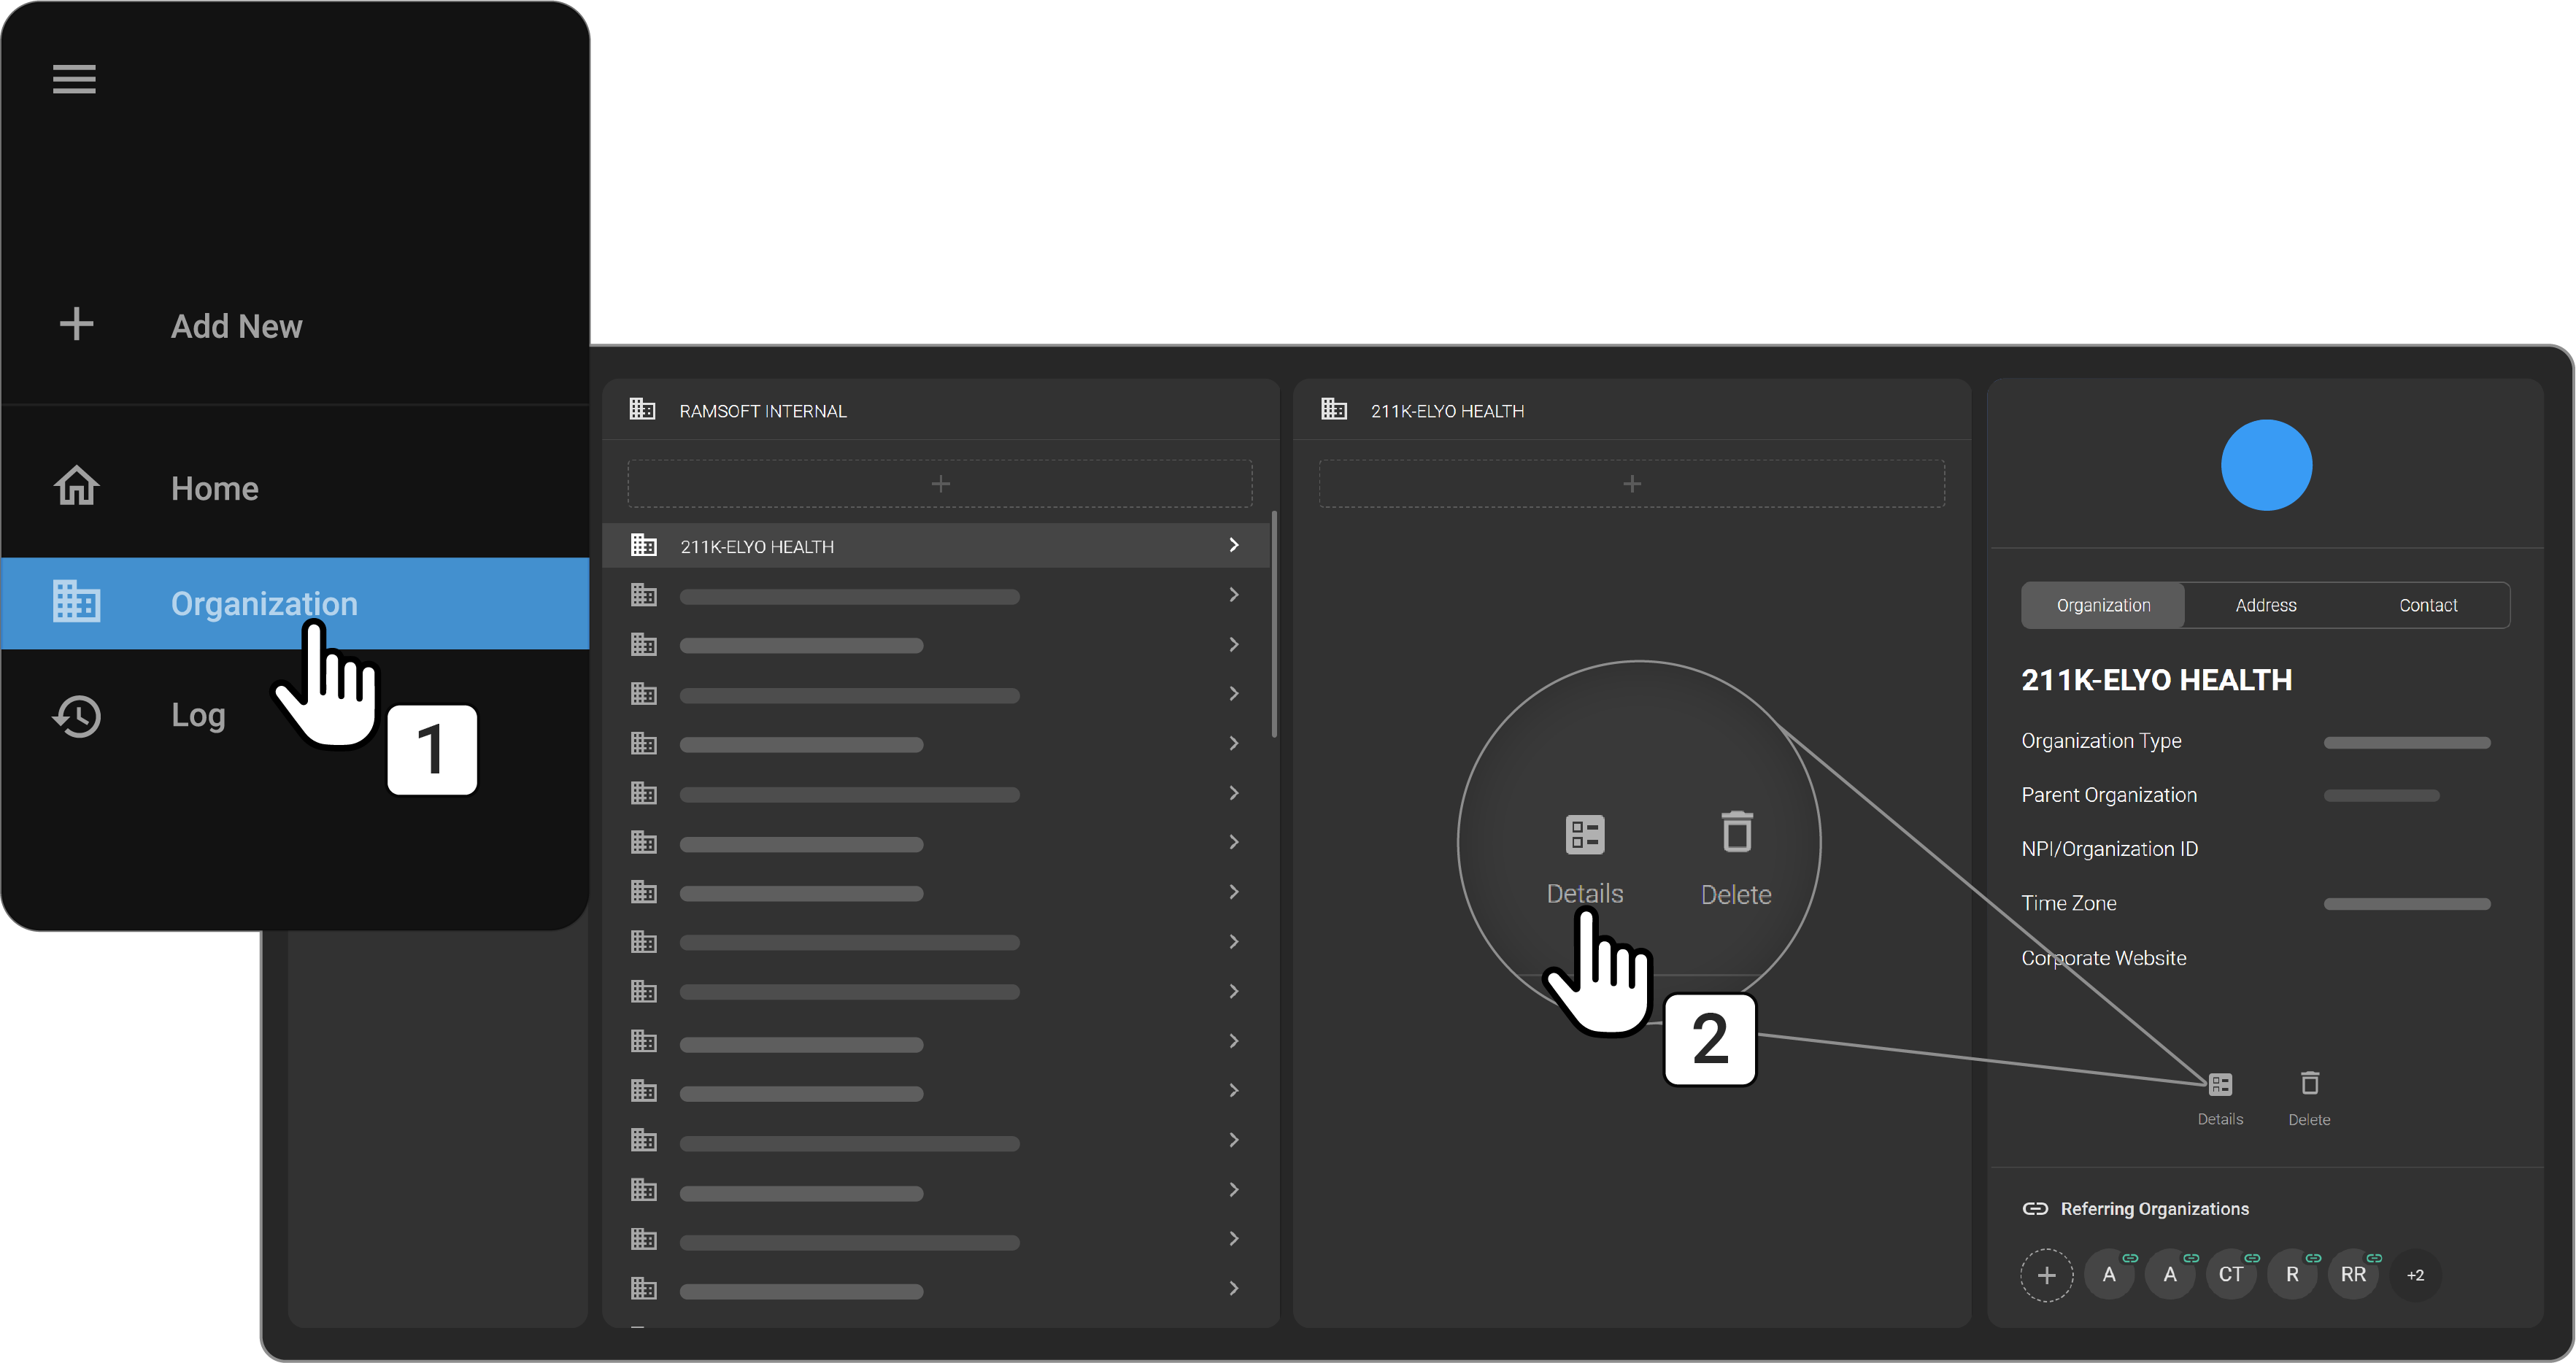 Add New
Home
Organization
Log
1
RAMSOFT INTERNAL
211K-ELYO HEALTH
211K-ELYO HEALTH
Details
Delete
2
Organization
Address
Contact
211K-ELYO HEALTH
Organization Type
Parent Organization
NPI/Organization ID
Time Zone
Corporate Website
Details
Delete
Referring Organizations
A
A
CT
R
RR
+2